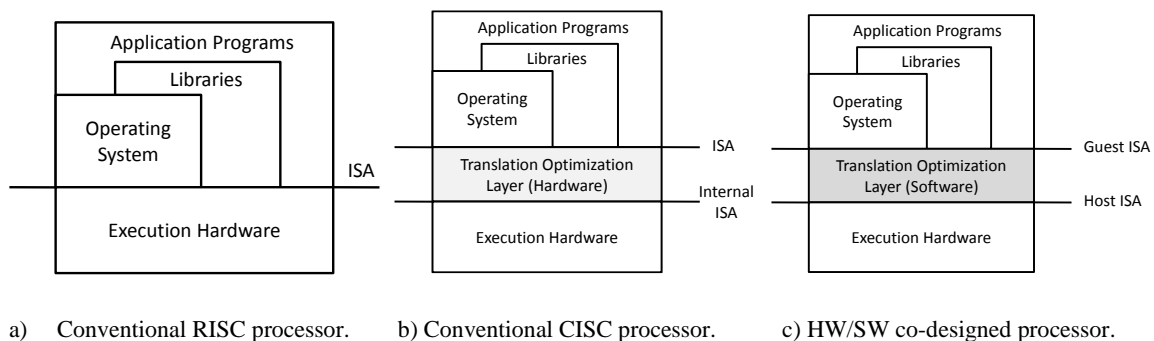 Application Programs
Libraries
Operating
System
ISA
Execution Hardware
Application Programs
Libraries
Operating
System
ISA
Translation Optimization
Layer (Hardware)
Internal
ISA
Execution Hardware
Application Programs
Libraries
Operating
System
Guest ISA
Translation Optimization
Layer (Software)
Host ISA
Execution Hardware
a) Conventional RISC processor.
b) Conventional CISC processor.
c) HW/SW co-designed processor.